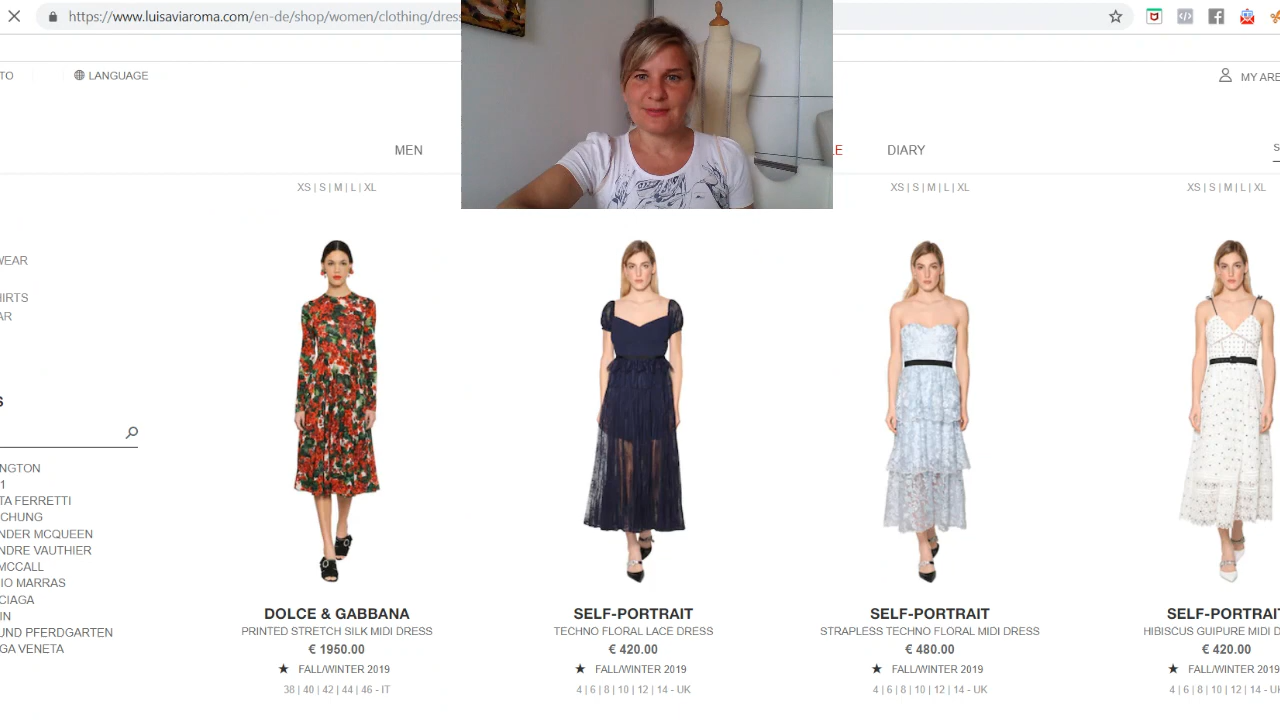 https://www.luisaviaroma.com/en-de/shop/women/clothing/dress
TO
LANGUAGE
MY ARE
MEN
LE
DIARY
S
XS | S | M | L | XL
XS | S | M | L | XL
XS | S | M | L | XL
WEAR
HIRTS
AR
S
NGTON
1
TA FERRETTI
CHUNG
NDER MCQUEEN
NDRE VAUTHIER
MCCALL
IO MARRAS
CIAGA
IN
UND PFERDGARTEN
GA VENETA
DOLCE & GABBANA
PRINTED STRETCH SILK MIDI DRESS
€ 1950.00
★ FALL/WINTER 2019
38 | 40 | 42 | 44 | 46 - IT
SELF-PORTRAIT
TECHNO FLORAL LACE DRESS
€ 420.00
★ FALL/WINTER 2019
4 | 6 | 8 | 10 | 12 | 14 - UK
SELF-PORTRAIT
STRAPLESS TECHNO FLORAL MIDI DRESS
€ 480.00
★ FALL/WINTER 2019
4 | 6 | 8 | 10 | 12 | 14 - UK
SELF-PORTRAIT
HIBISCUS GUIPURE MIDI D
€ 420.00
★ FALL/WINTER 2019
4 | 6 | 8 | 10 | 12 | 14 - UK